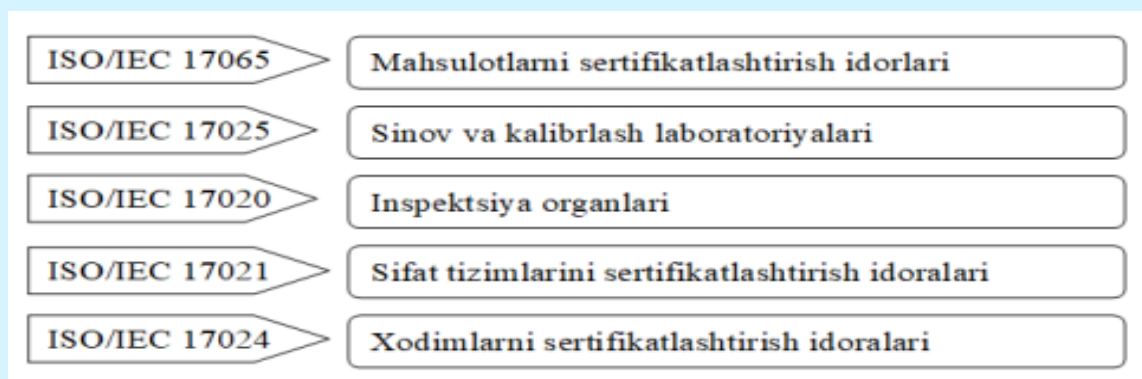 ISO/IEC 17065 Mahsulotlarni sertifikatlashtirish idorlari
ISO/IEC 17025 Sinov va kalibrlash laboratoriyalari
ISO/IEC 17020 Inspektsiya organlari
ISO/IEC 17021 Sifat tizimlarini sertifikatlashtirish idoralari
ISO/IEC 17024 Xodimlarni sertifikatlashtirish idoralari